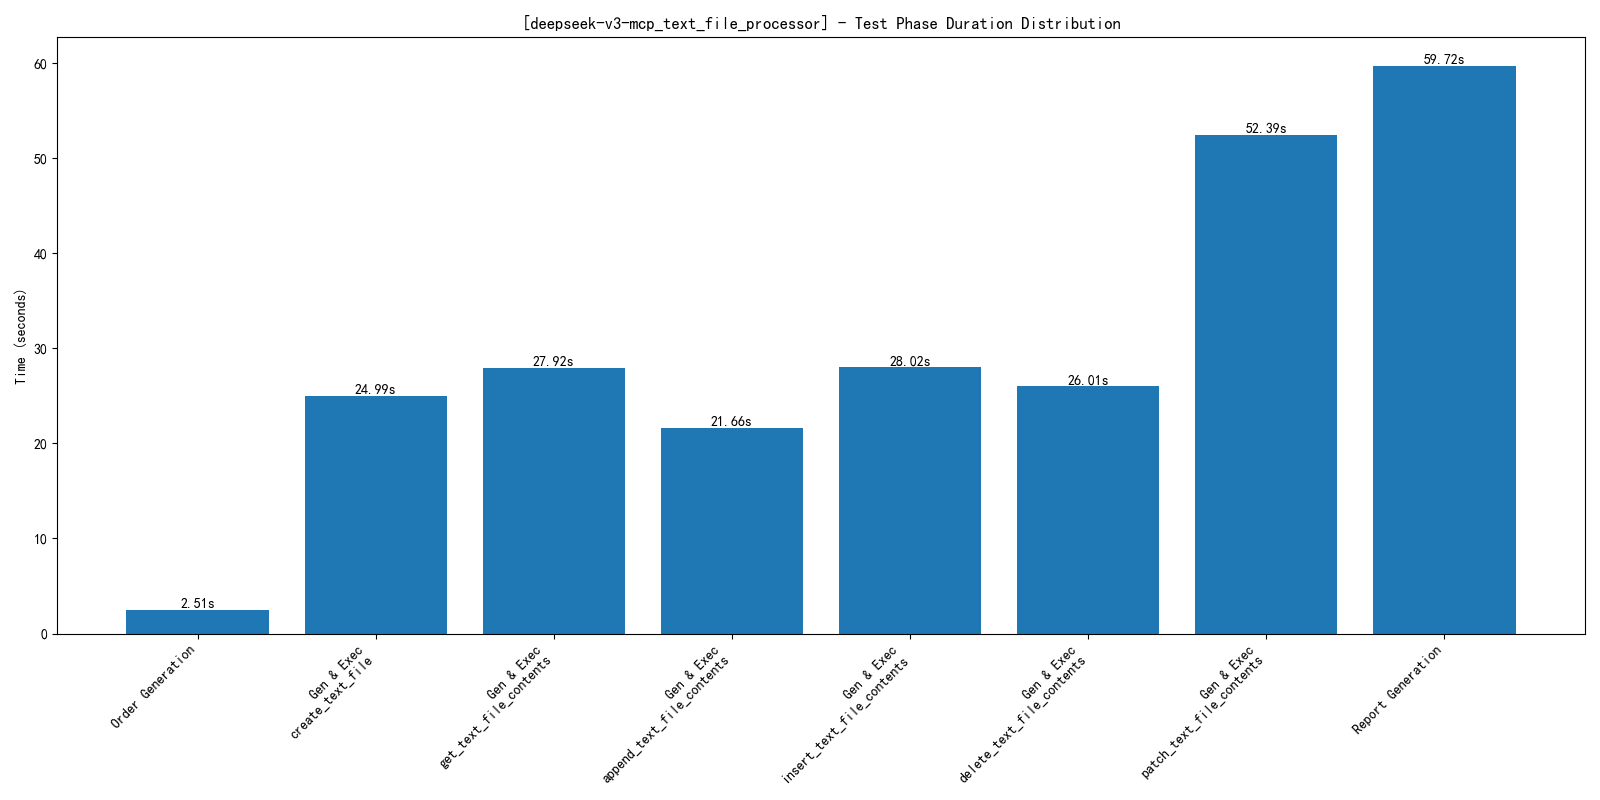 [deepseek-v3-mcp_text_file_processor] - Test Phase Duration Distribution
Time (seconds)
60
50
40
30
20
10
0
2.51s
24.99s
27.92s
21.66s
28.02s
26.01s
52.39s
59.72s
Order Generation
Gen & Exec
create_text_file
Gen & Exec
get_text_file_contents
Gen & Exec
append_text_file_contents
Gen & Exec
insert_text_file_contents
Gen & Exec
delete_text_file_contents
Gen & Exec
patch_text_file_contents
Report Generation